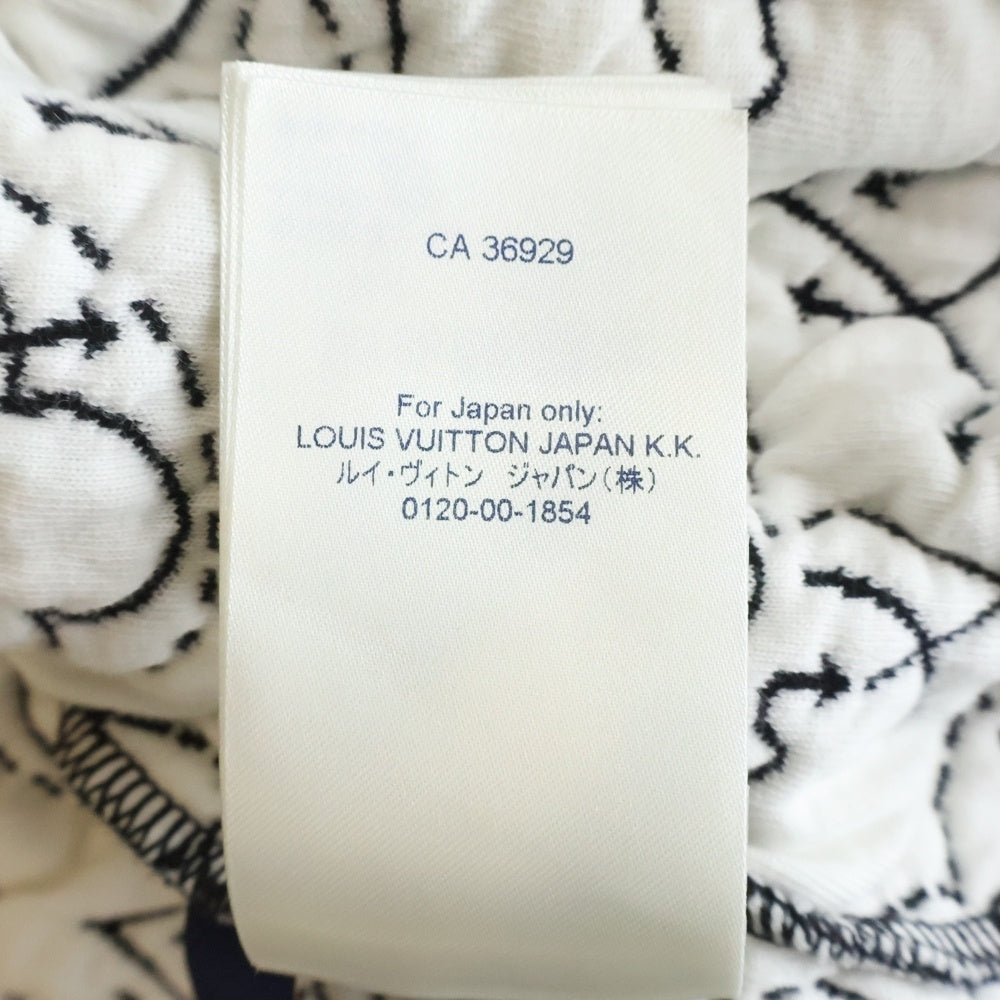 CA 36929
For Japan only:
LOUIS VUITTON JAPAN K.K.
ルイ・ヴィトン ジャパン(株)
0120-00-1854